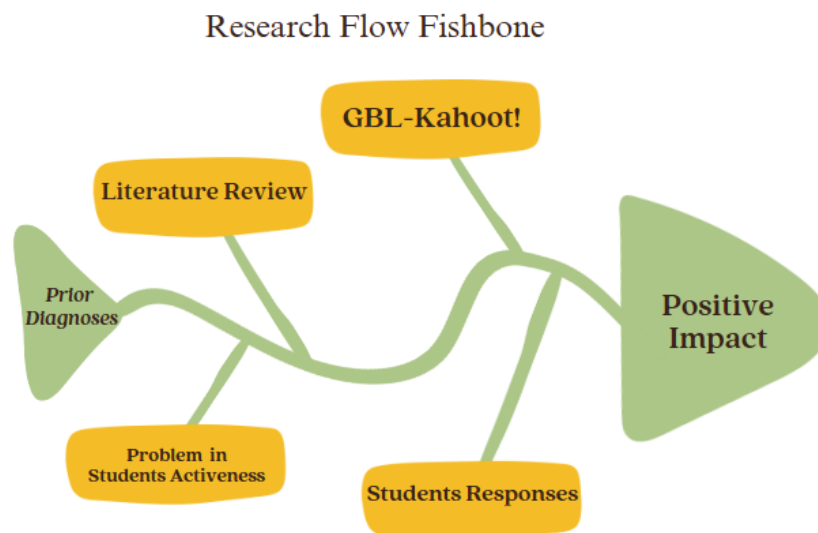 Research Flow Fishbone
GBL-Kahoot!
Literature Review
Prior
Diagnoses
Positive
Impact
Problem in
Students Activeness
Students Responses